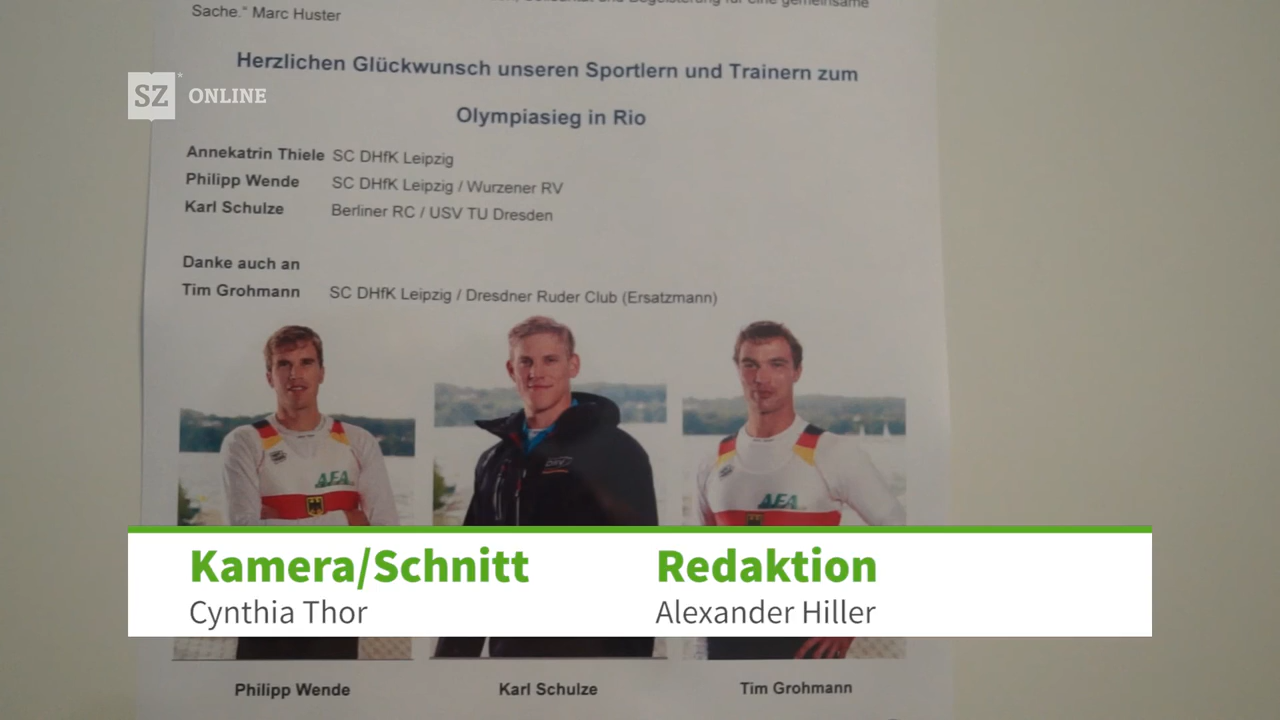 Sache." Marc Huster
Herzlichen Glückwunsch unseren Sportlern und Trainern zum
Olympiasieg in Rio
SZ ONLINE
Annekatrin Thiele SC DHfK Leipzig
Philipp Wende SC DHfK Leipzig / Wurzener RV
Karl Schulze Berliner RC / USV TU Dresden
Danke auch an
Tim Grohmann SC DHfK Leipzig / Dresdner Ruder Club (Ersatzmann)
AEA
AEA
Kamera/Schnitt Redaktion
Cynthia Thor Alexander Hiller
Philipp Wende Karl Schulze Tim Grohmann